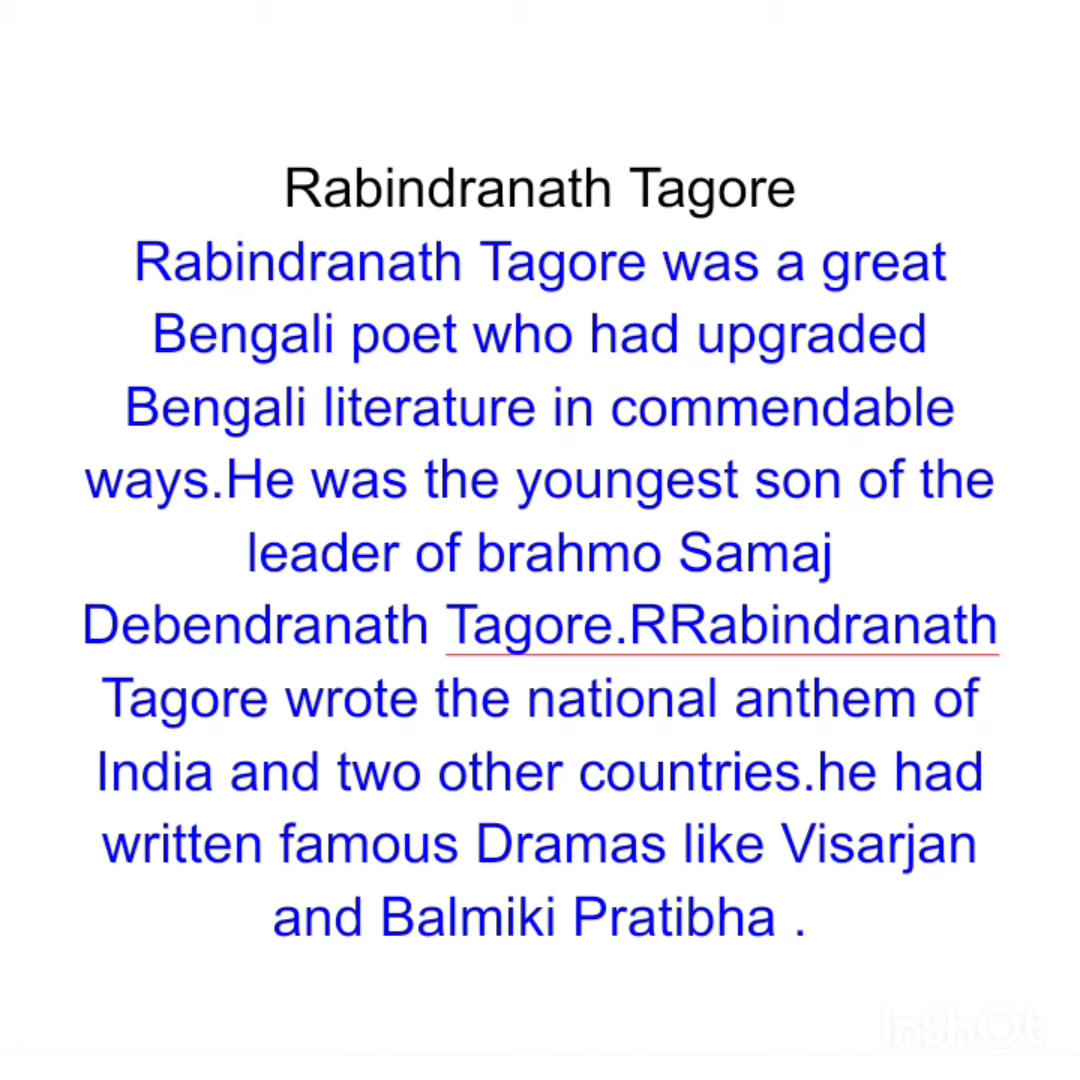 Rabindranath Tagore
Rabindranath Tagore was a great
Bengali poet who had upgraded
Bengali literature in commendable
ways.He was the youngest son of the
leader of brahmo Samaj
Debendranath Tagore.RRabindranath
Tagore wrote the national anthem of
India and two other countries.he had
written famous Dramas like Visarjan
and Balmiki Pratibha .
InShOt